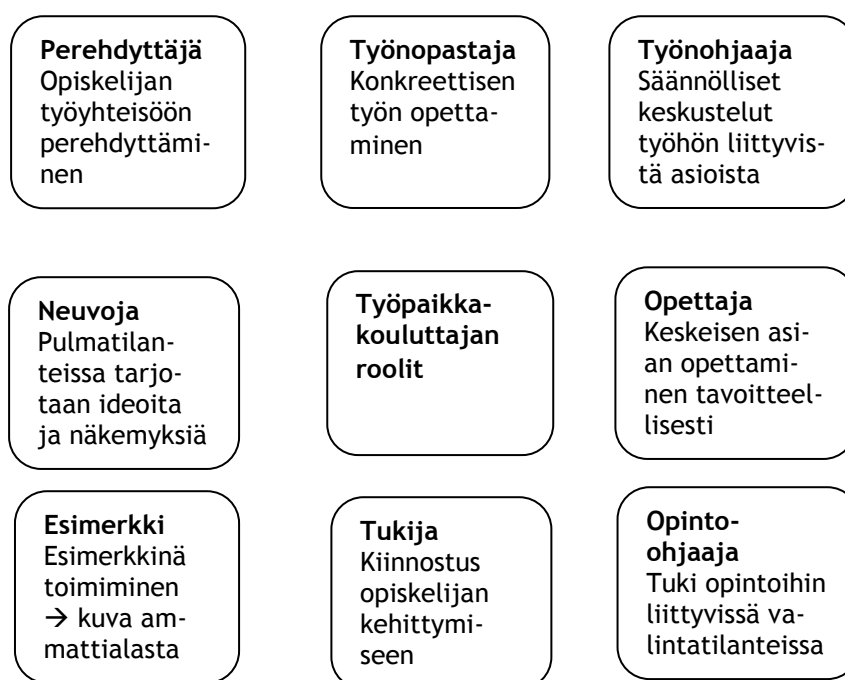 Perehdyttäjä
Opiskelijan
työyhteisöön
perehdyttämi-
nen
Työnopastaja
Konkreettisen
työn opetta-
minen
Työnohjaaja
Säännölliset
keskustelut
työhön liittyvis-
tä asioista
Neuvoja
Pulmatilan-
teissa tarjo-
taan ideoita
ja näkemyksiä
Työpaikka-
kouluttajan
roolit
Opettaja
Keskeisen asi-
an opettami-
nen tavoitteel-
lisesti
Esimerkki
Esimerkkinä
toimiminen
→ kuva am-
mattialasta
Tukija
Kiinnostus
opiskelijan
kehittymi-
seen
Opinto-
ohjaaja
Tuki opintoihin
liittyvissä va-
lintatilanteissa